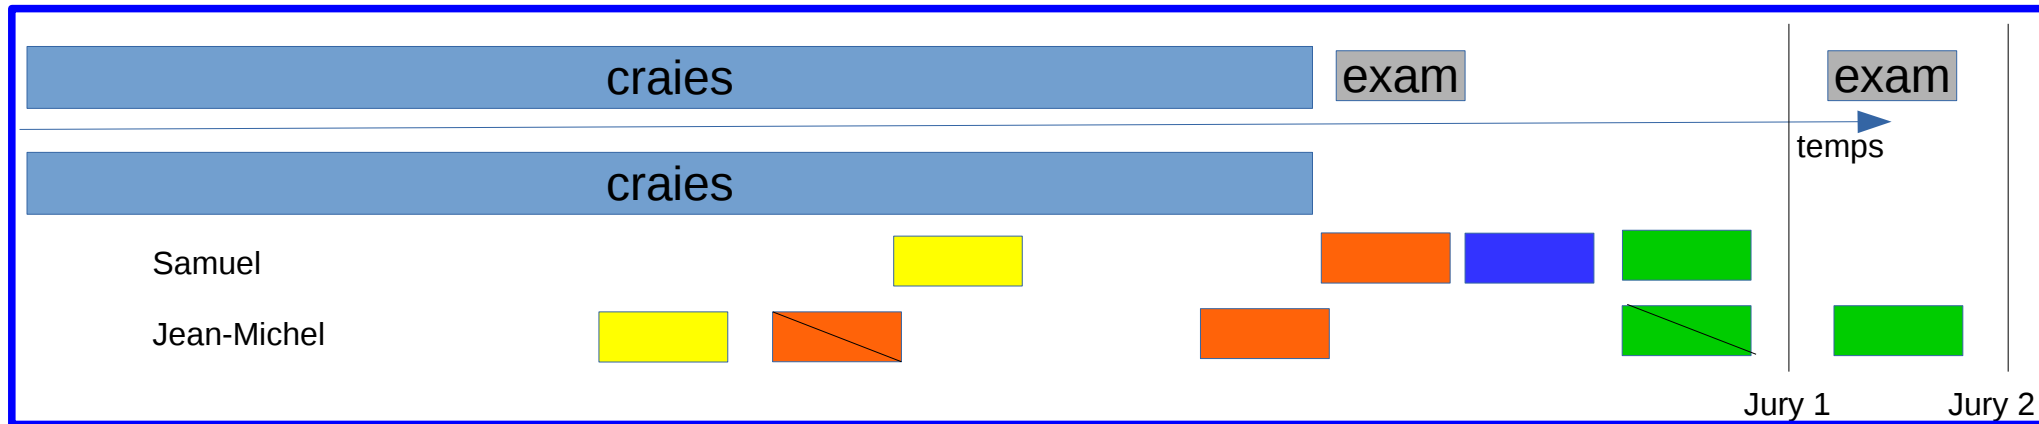 craies
exam
exam
temps
craies
Samuel
Jean-Michel
Jury 1
Jury 2